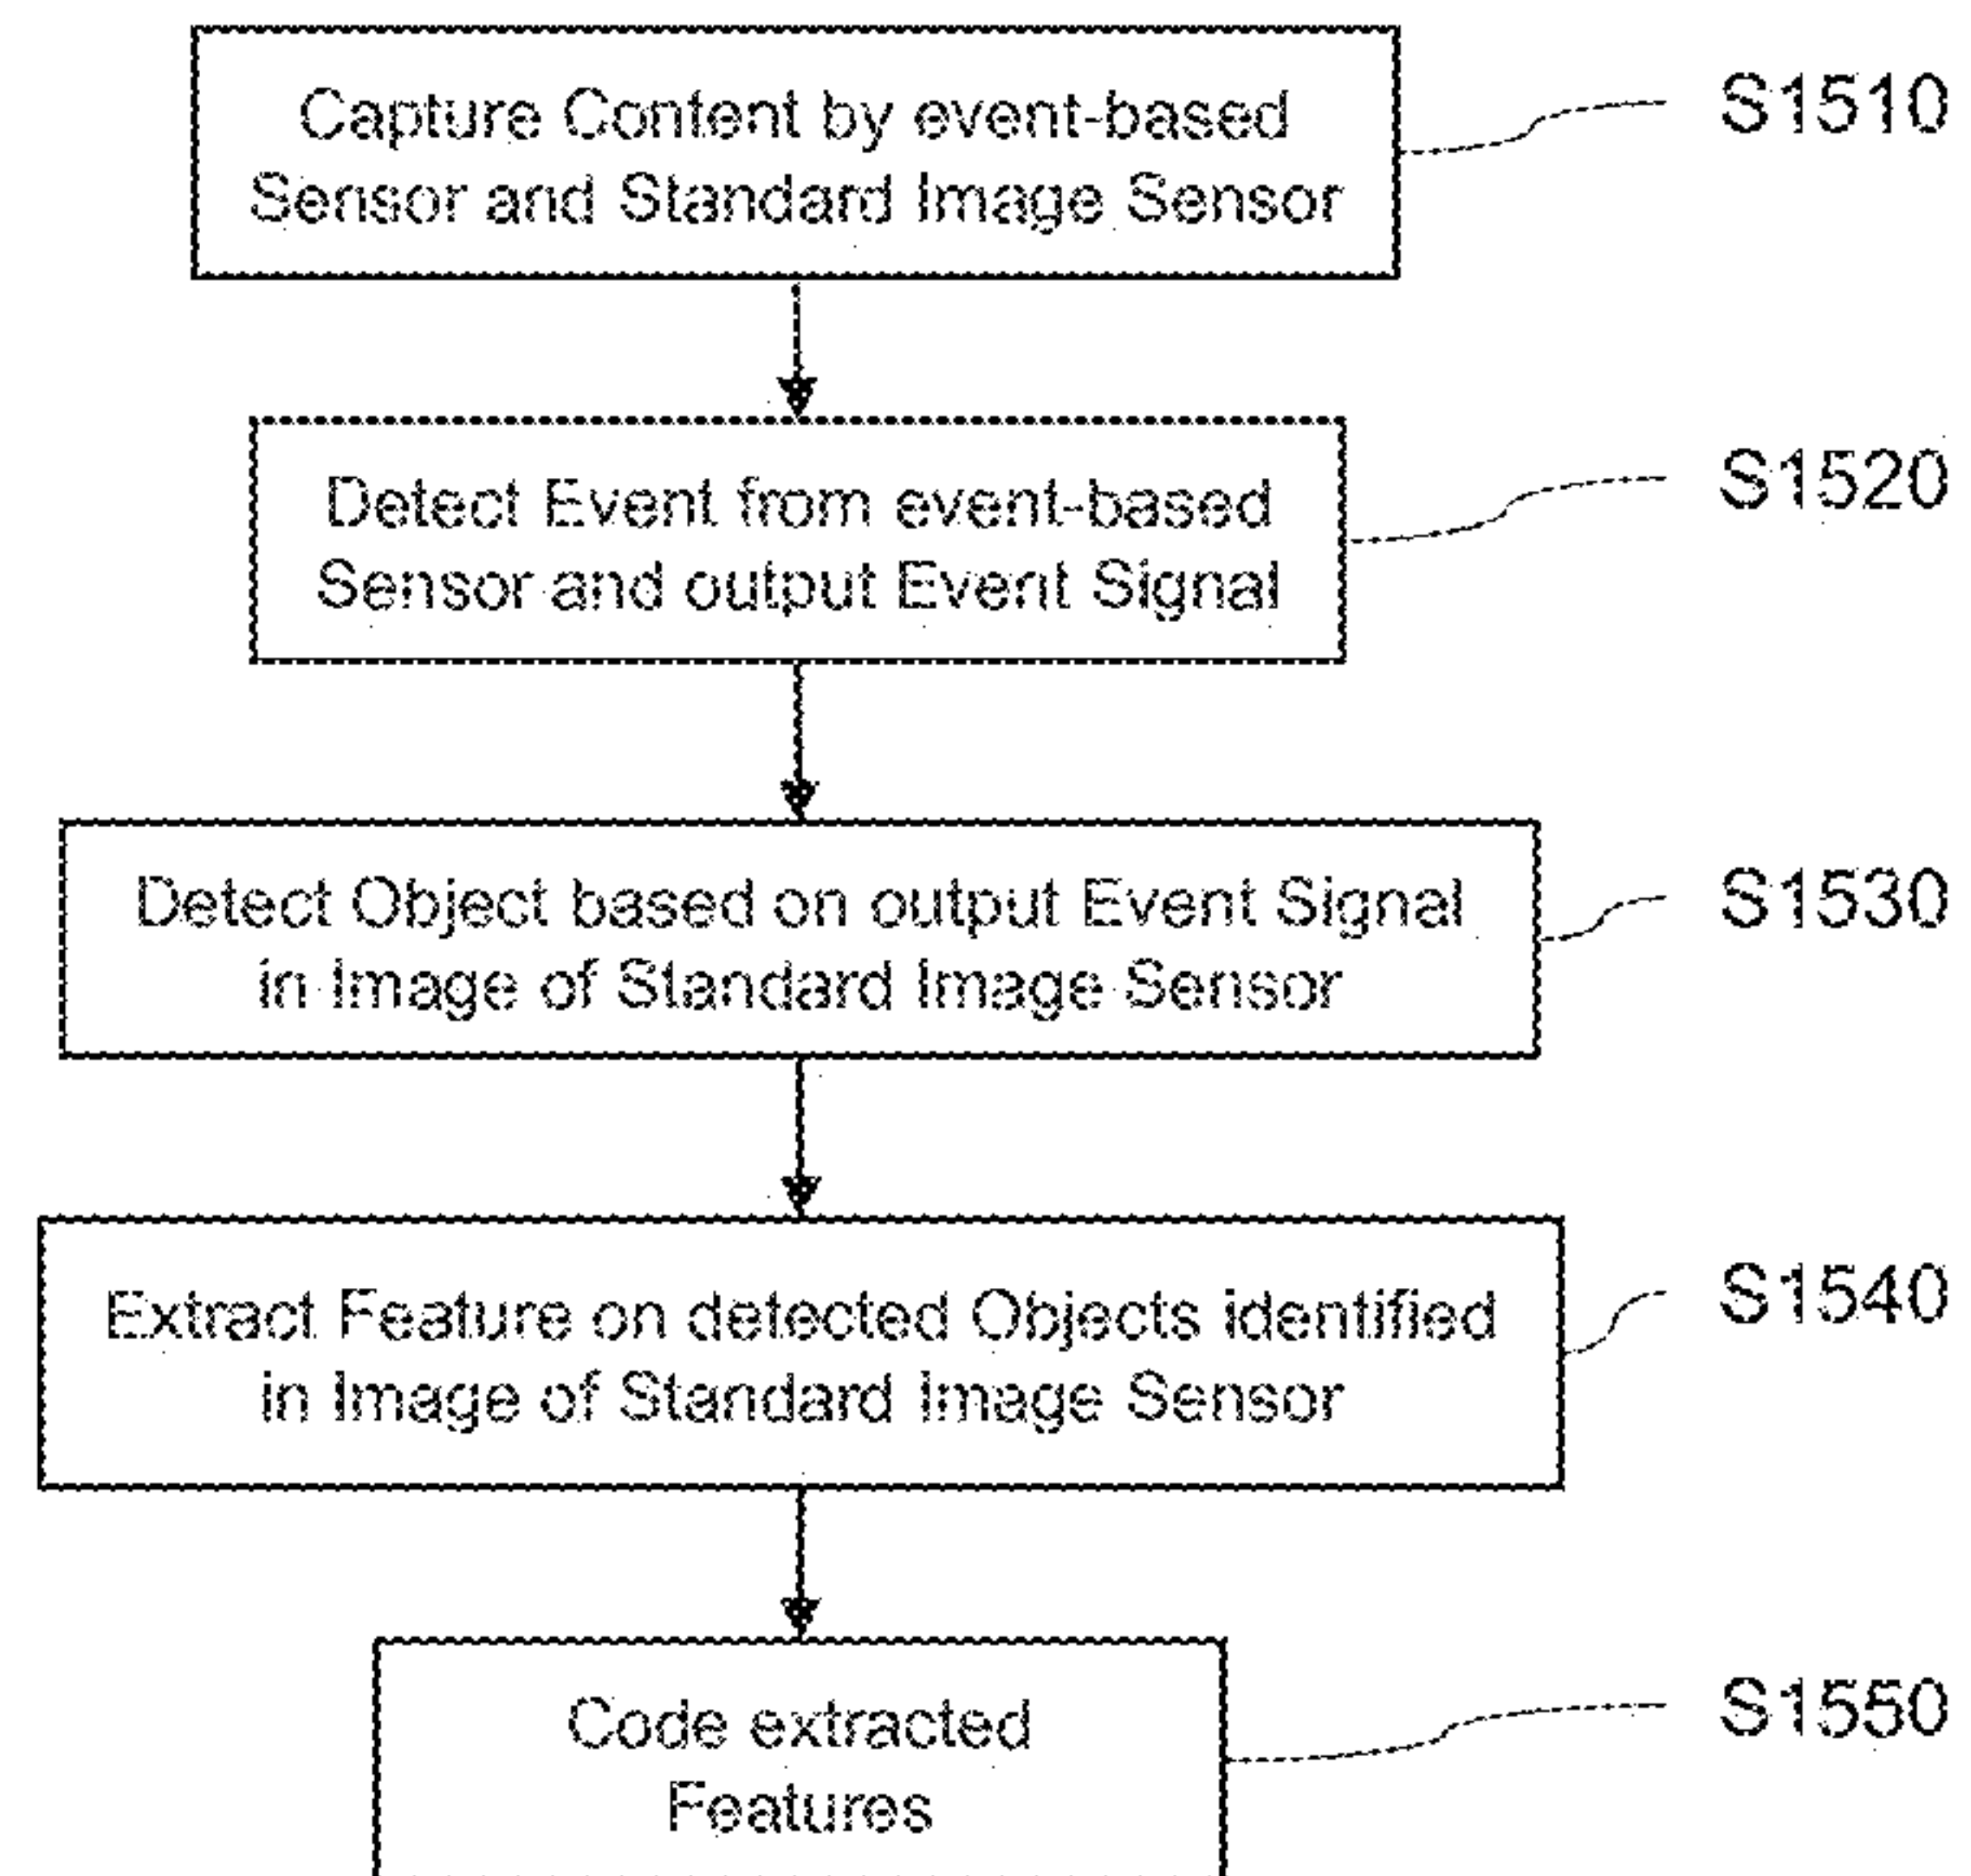 Capture Content by event-based
Sensor and Standard Image Sensor
S1510
Detect Event from event-based
Sensor and output Event Signal
S1520
Detect Object based on output Event Signal
in Image of Standard Image Sensor
S1530
Extract Feature on detected Objects identified
in Image of Standard Image Sensor
S1540
Code extracted
Features
S1550